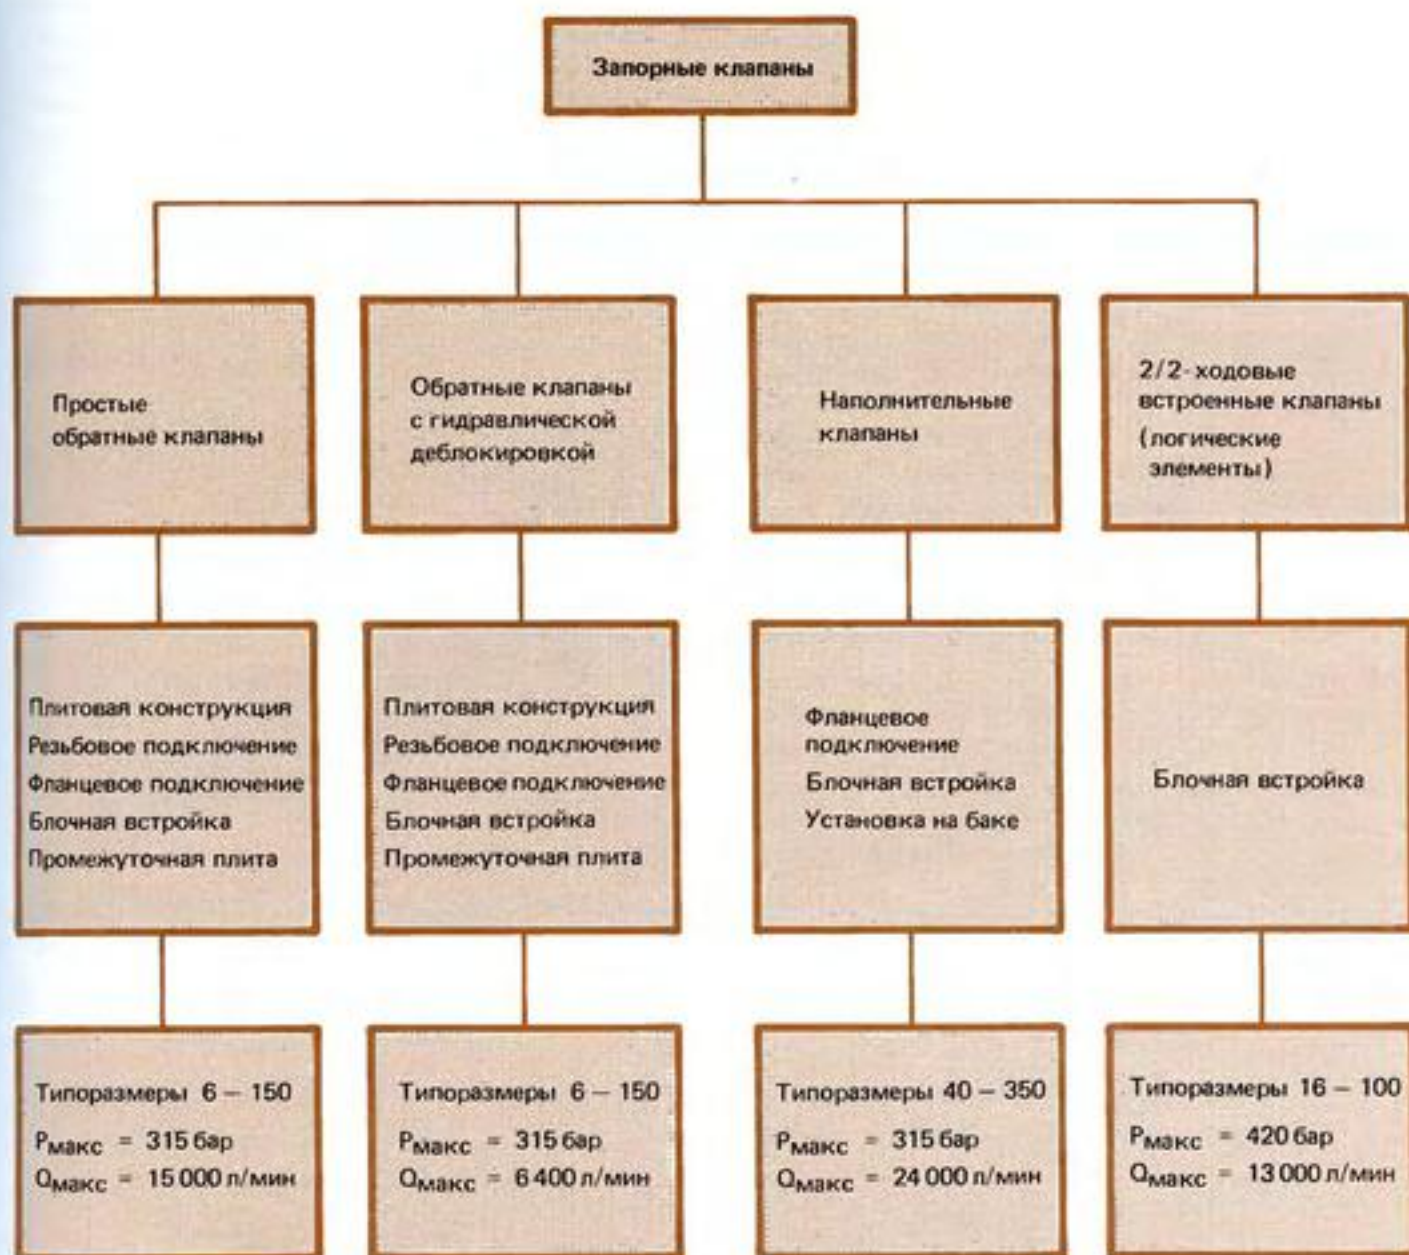 Запорные клапаны
Простые
обратные клапаны
Обратные клапаны
с гидравлической
деблокировкой
Наполнительные
клапаны
2/2-ходовые
встроенные клапаны
(логические
элементы)
Плитовая конструкция
Резьбовое подключение
Фланцевое подключение
Блочная встройка
Промежуточная плита
Плитовая конструкция
Резьбовое подключение
Фланцевое подключение
Блочная встройка
Промежуточная плита
Фланцевое
подключение
Блочная встройка
Установка на баке
Блочная встройка
Типоразмеры 6 – 150
Pмакс = 315 бар
Qмакс = 15 000 л/мин
Типоразмеры 6 – 150
Pмакс = 315 бар
Qмакс = 6 400 л/мин
Типоразмеры 40 – 350
Pмакс = 315 бар
Qмакс = 24 000 л/мин
Типоразмеры 16 – 100
Pмакс = 420 бар
Qмакс = 13 000 л/мин